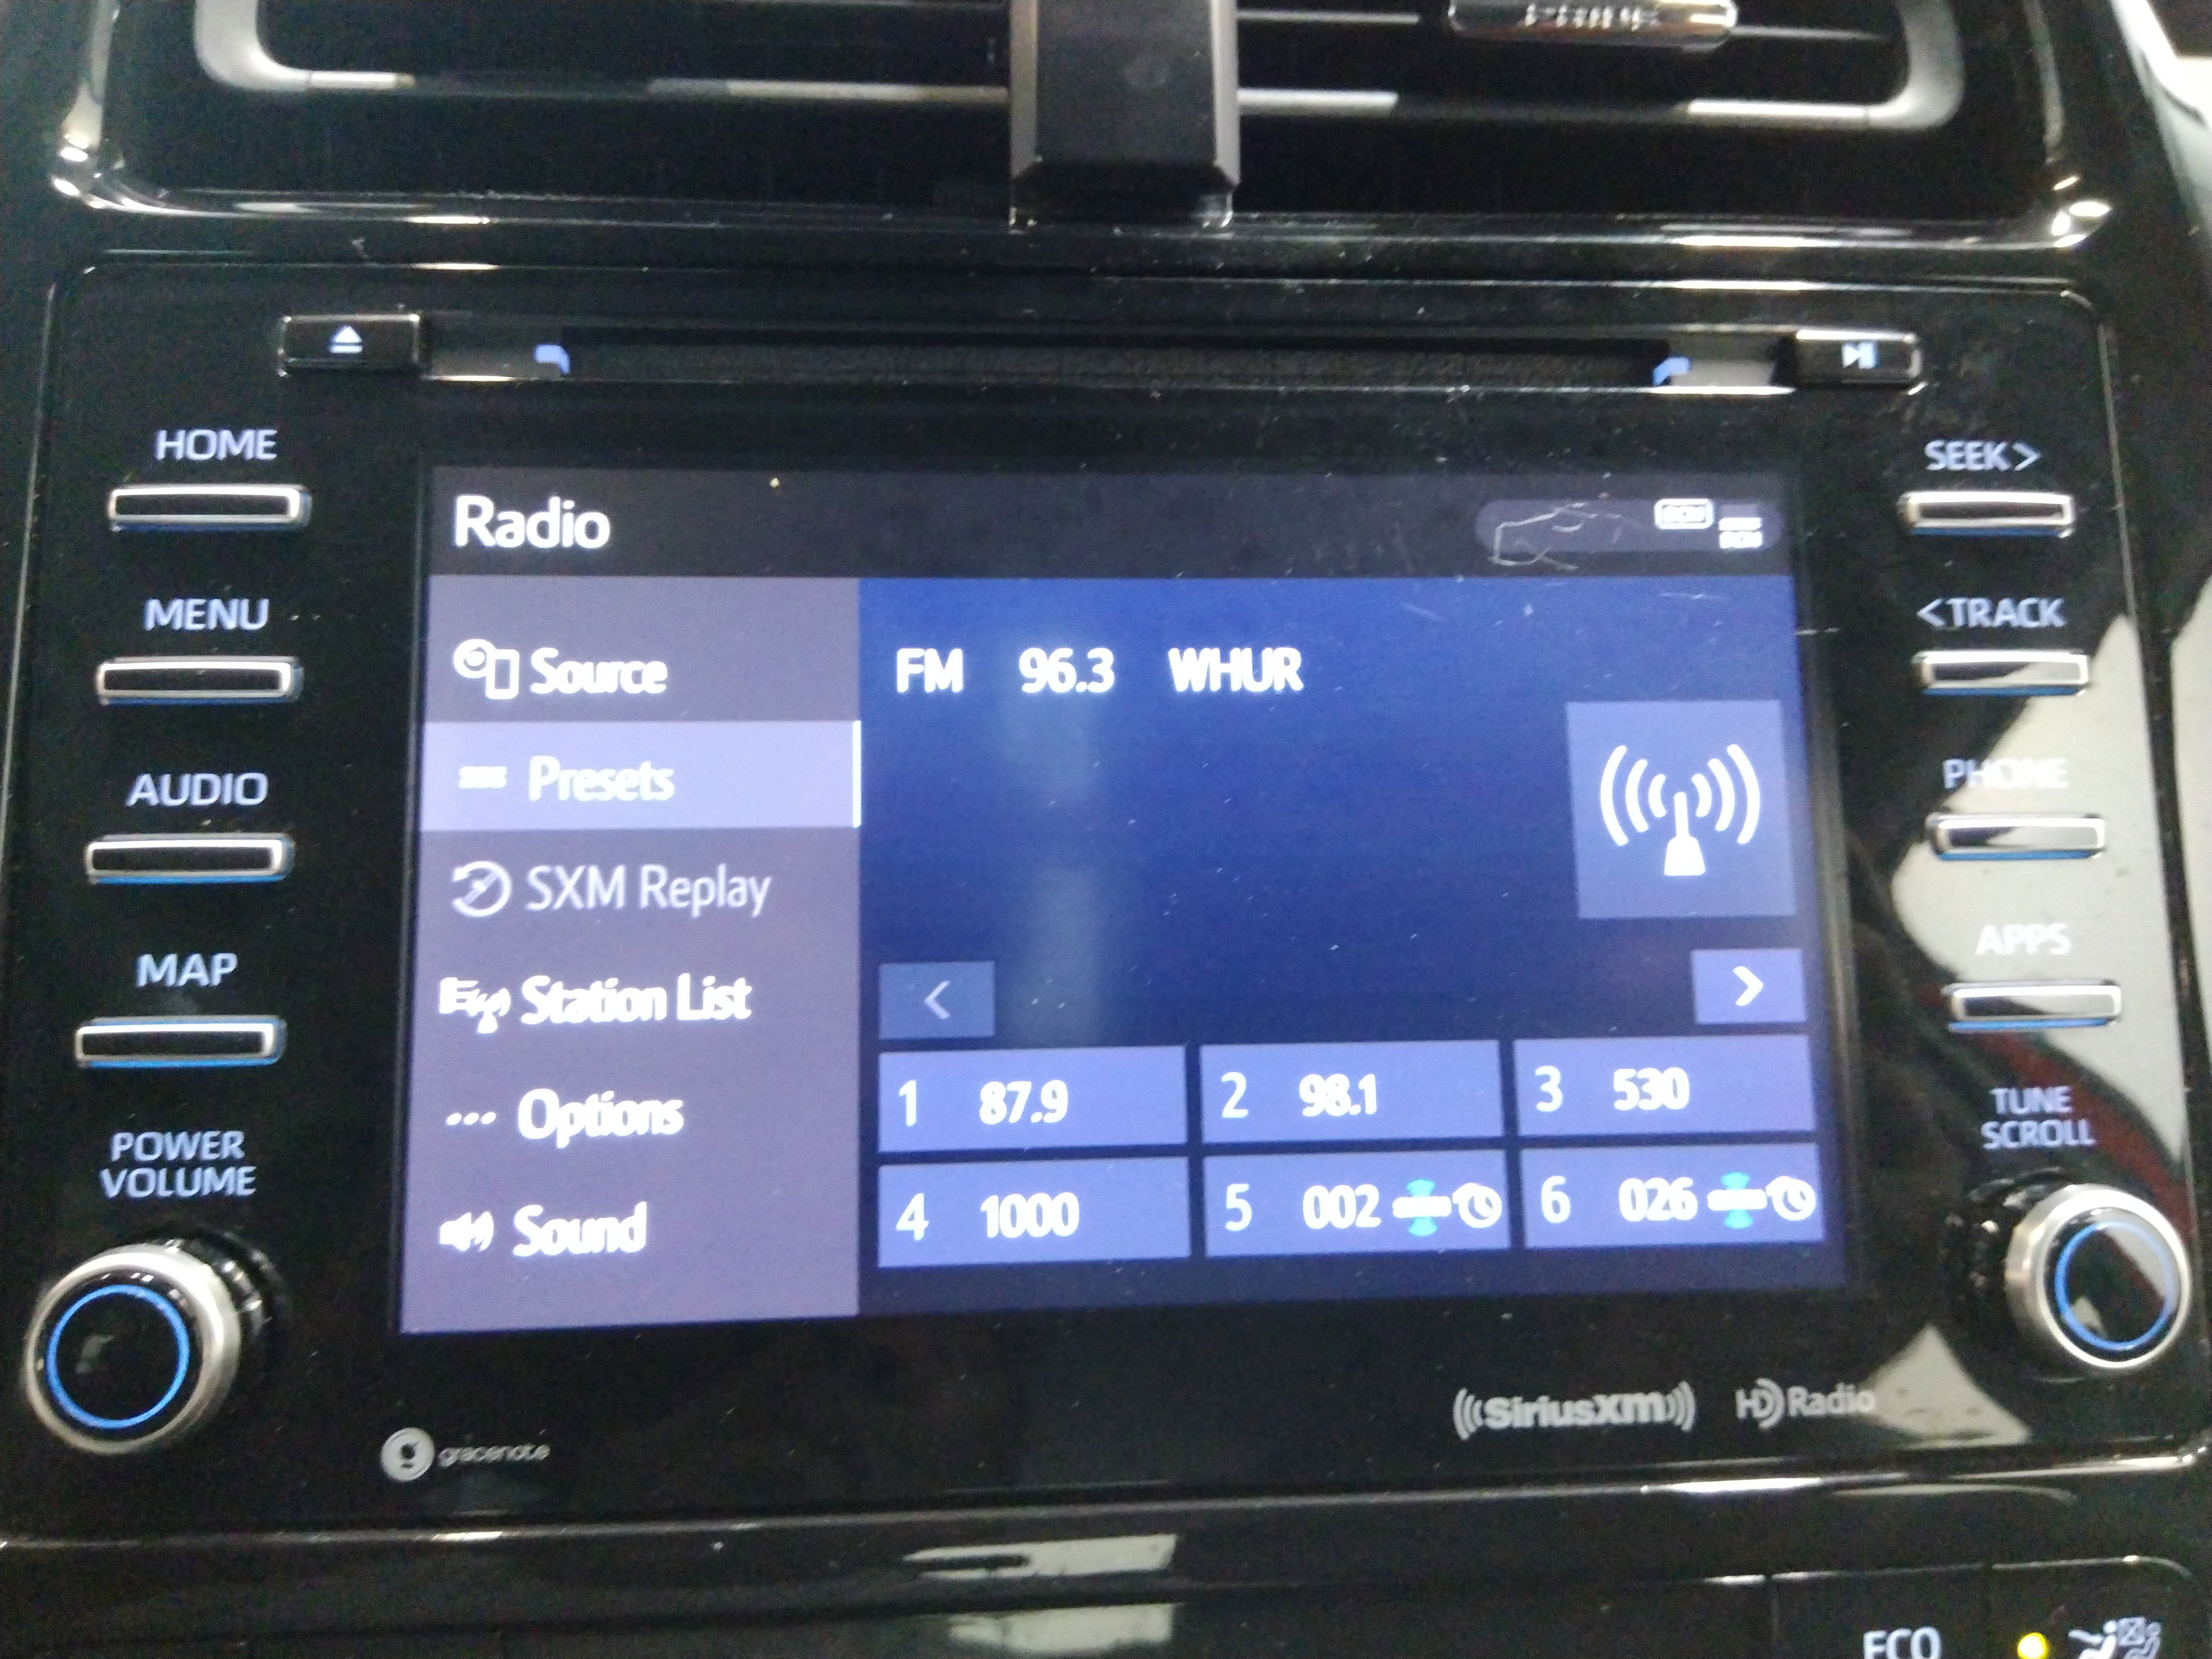 HOME
MENU
AUDIO
MAP
POWER
VOLUME
Radio
Source
Presets
SXM Replay
Station List
Options
Sound
FM 96.3 WHUR
<
>
1 87.9
2 98.1
3 530
4 1000
5 002
6 026
SEEK >
< TRACK
PHONE
APPS
TUNE
SCROLL
gracenote
SiriusXM
HD Radio
ECO